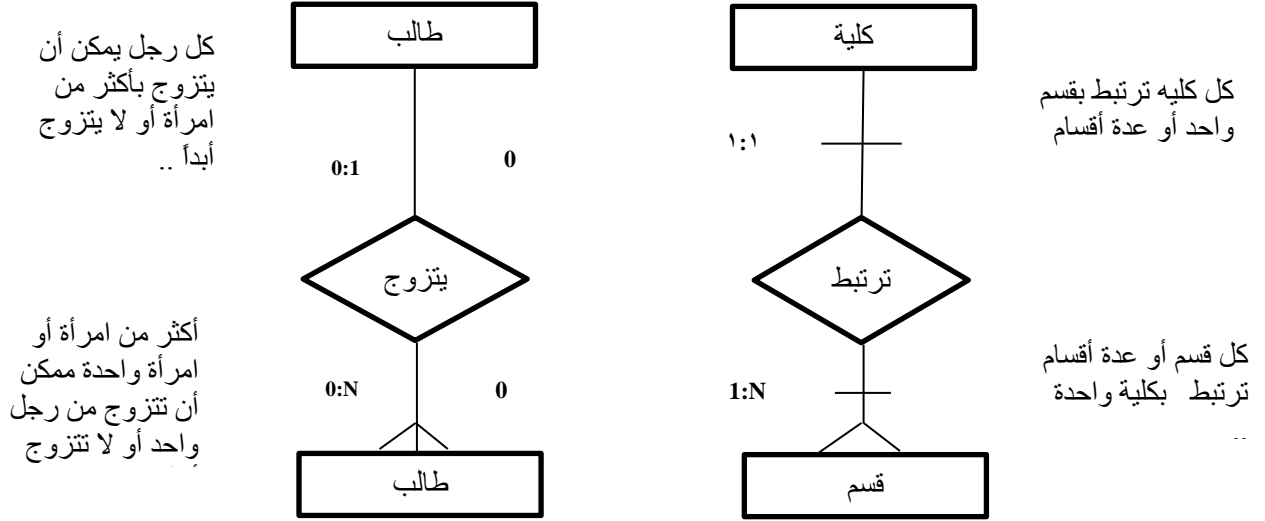 كلية
كل كليه ترتبط بقسم
واحد أو عدة أقسام
١:١
ترتبط
كل قسم أو عدة أقسام
ترتبط بكلية واحدة
..
1:N
قسم
طالب
كل رجل يمكن أن
يتزوج بأكثر من
امرأة أو لا يتزوج
أبداً ..
0:1
0
يتزوج
أكثر من امرأة أو
امرأة واحدة ممكن
أن تتزوج من رجل
واحد أو لا تتزوج
0:N
0
طالب